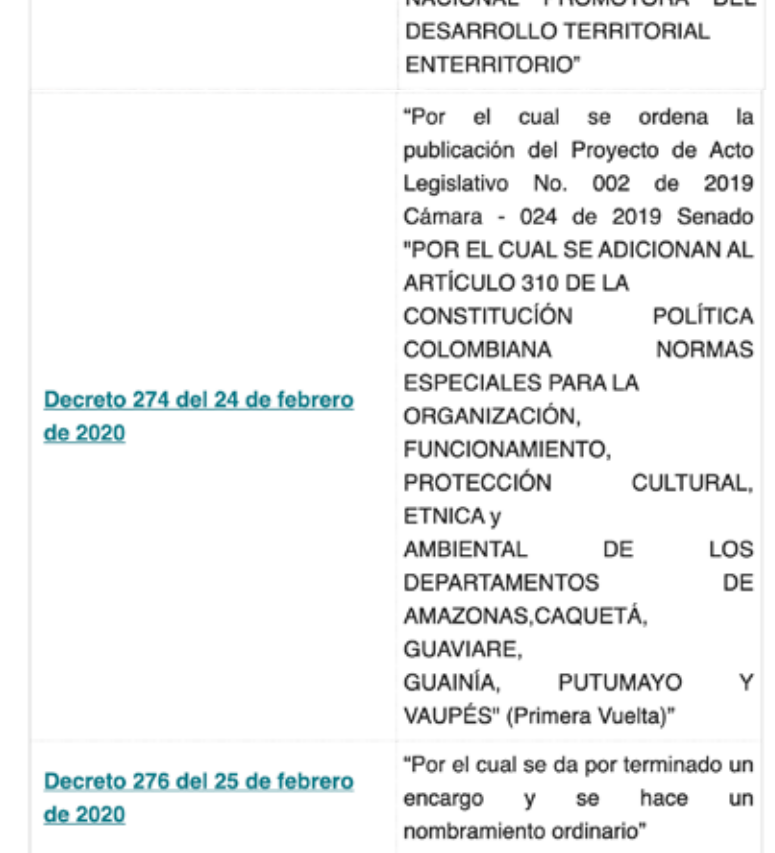 NACIONAL PROMOTORA DEL
DESARROLLO TERRITORIAL
ENTERRITORIO”
“Por el cual se ordena la
publicación del Proyecto de Acto
Legislativo No. 002 de 2019
Cámara - 024 de 2019 Senado
"POR EL CUAL SE ADICIONAN AL
ARTÍCULO 310 DE LA
CONSTITUCÍÓN POLÍTICA
COLOMBIANA NORMAS
ESPECIALES PARA LA
ORGANIZACIÓN,
FUNCIONAMIENTO,
PROTECCIÓN CULTURAL,
ETNICA y
AMBIENTAL DE LOS
DEPARTAMENTOS DE
AMAZONAS,CAQUETÁ,
GUAVIARE,
GUAINÍA, PUTUMAYO Y
VAUPÉS" (Primera Vuelta)”
Decreto 274 del 24 de febrero
de 2020
“Por el cual se da por terminado un
encargo y se hace un
nombramiento ordinario”
Decreto 276 del 25 de febrero
de 2020